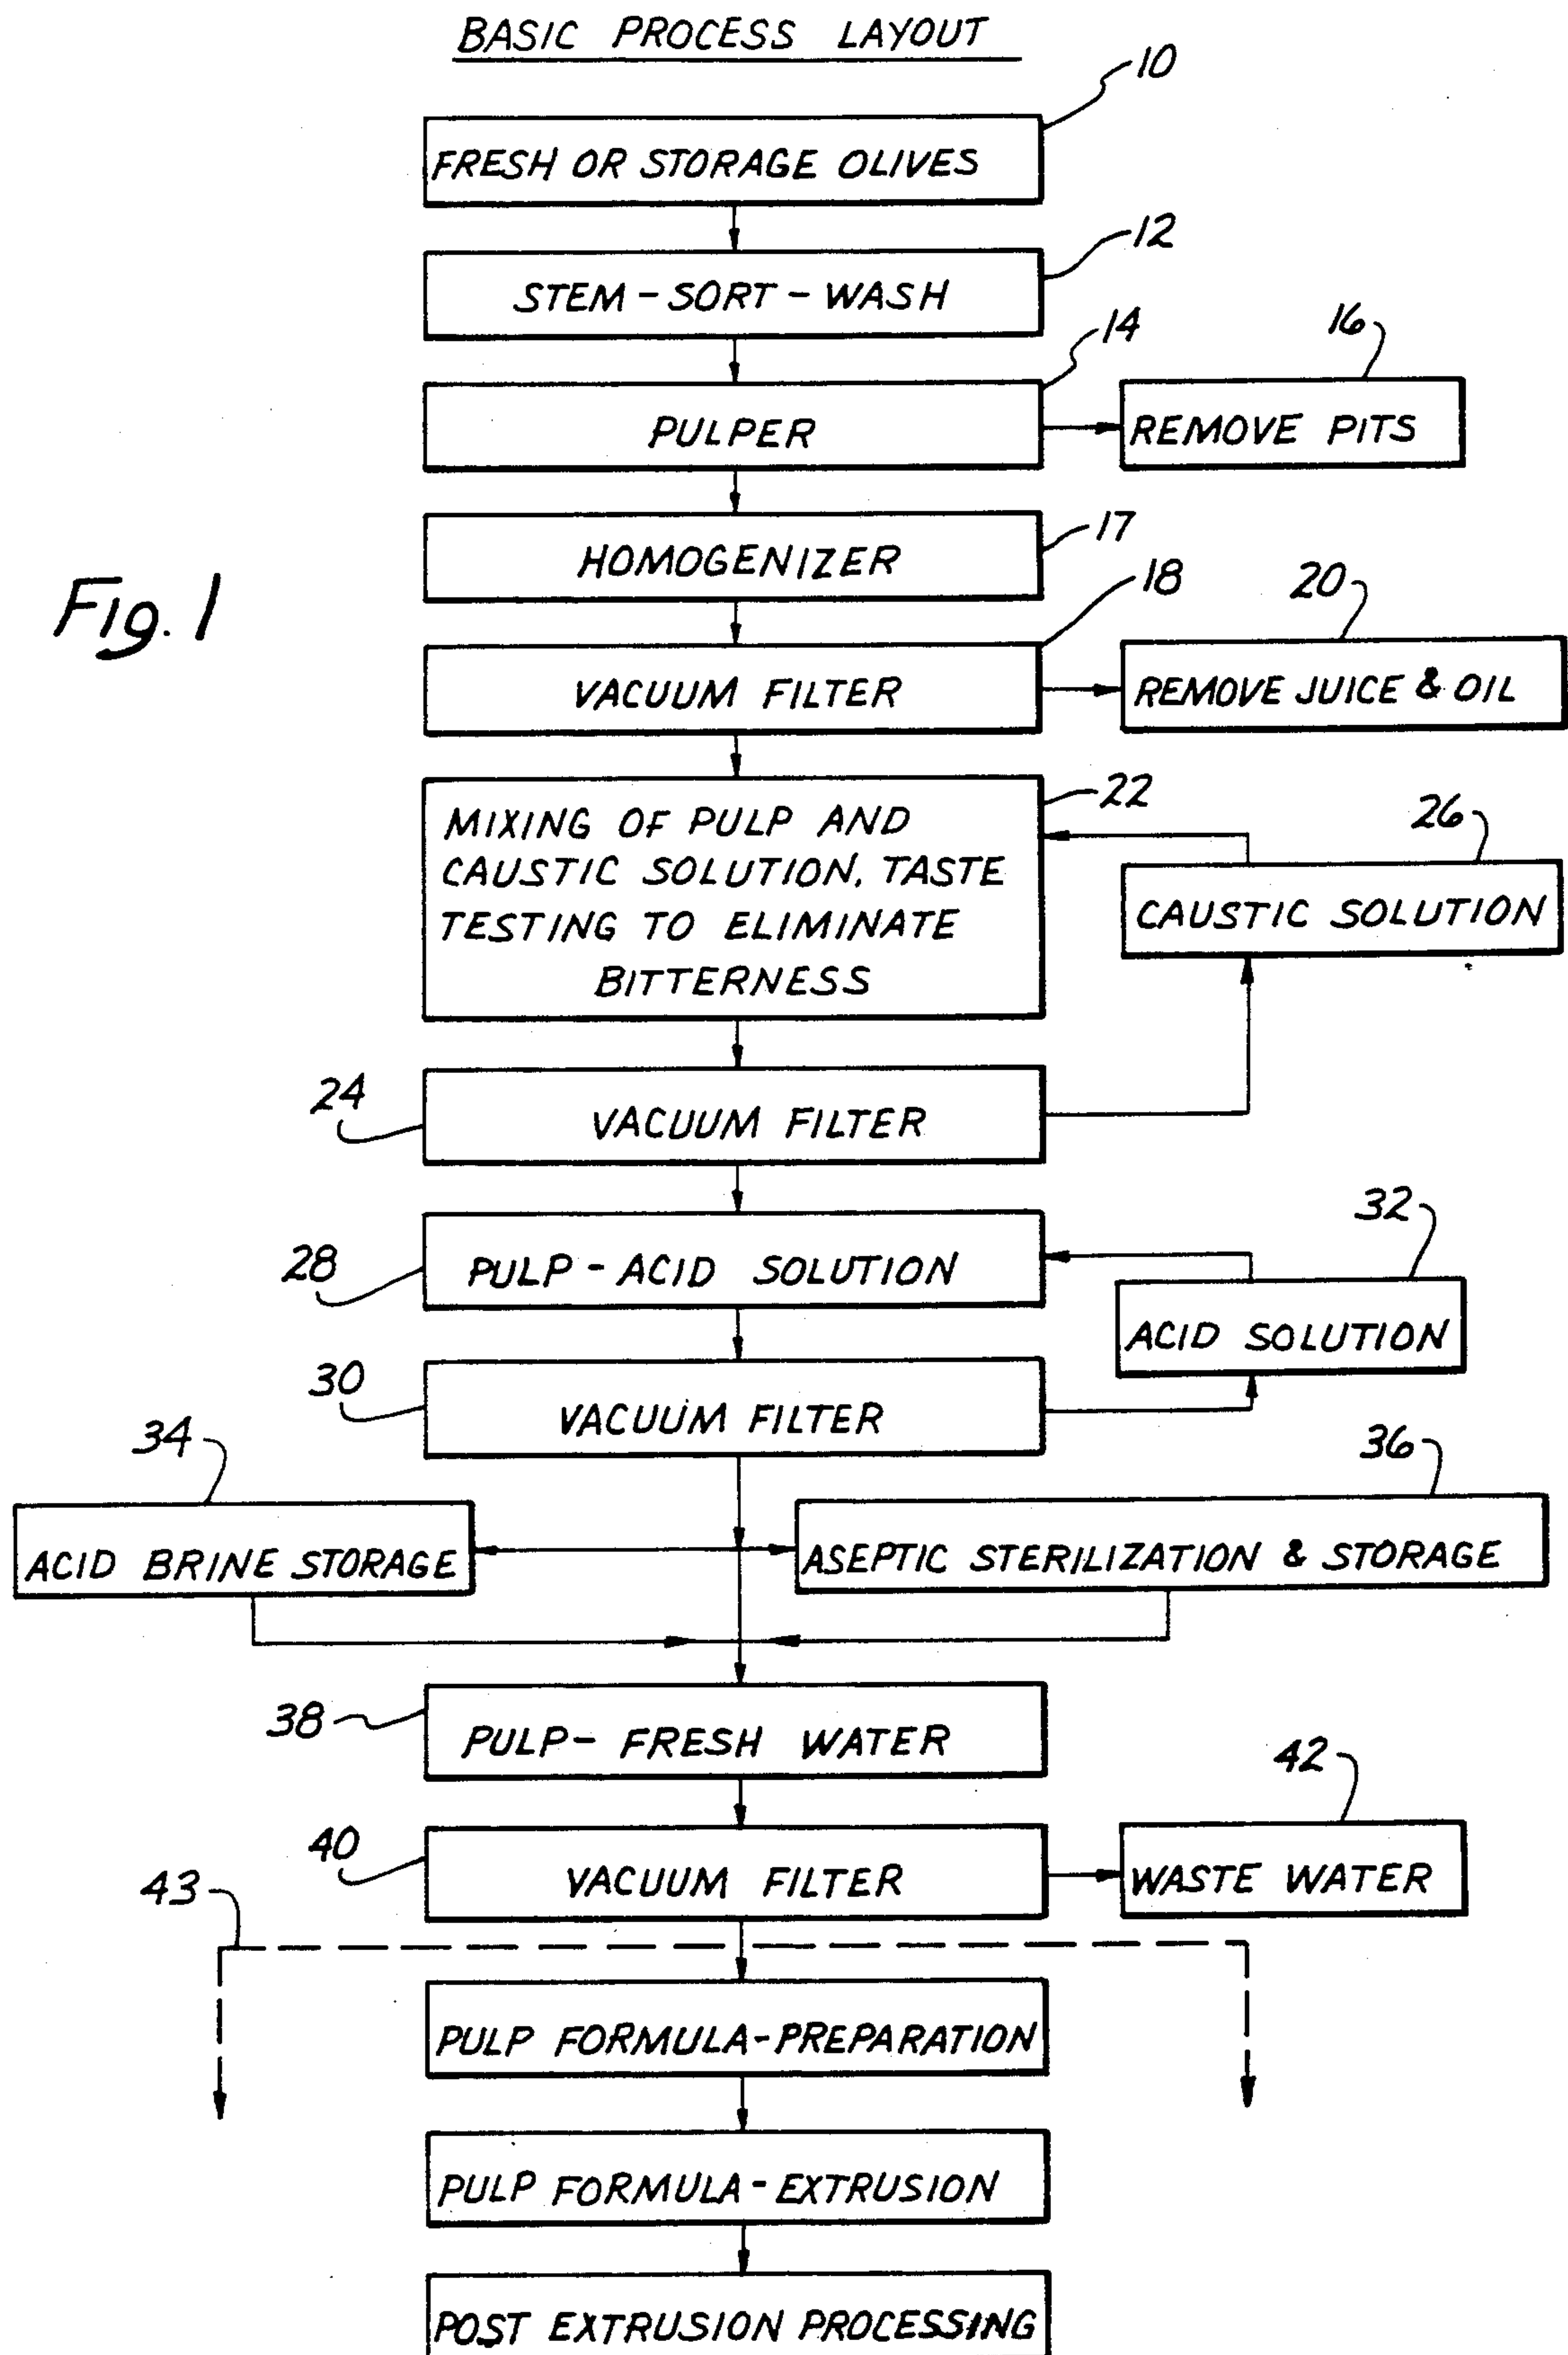 BASIC PROCESS LAYOUT
10
FRESH OR STORAGE OLIVES
12
STEM-SORT-WASH
14
16
PULPER
REMOVE PITS
17
HOMOGENIZER
Fig. 1
18
20
VACUUM FILTER
REMOVE JUICE & OIL
22
26
MIXING OF PULP AND
CAUSTIC SOLUTION, TASTE
TESTING TO ELIMINATE
BITTERNESS
CAUSTIC SOLUTION
24
VACUUM FILTER
32
28
PULP-ACID SOLUTION
ACID SOLUTION
30
VACUUM FILTER
34
36
ACID BRINE STORAGE
ASEPTIC STERILIZATION & STORAGE
38
PULP-FRESH WATER
42
40
VACUUM FILTER
WASTE WATER
43
PULP FORMULA-PREPARATION
PULP FORMULA-EXTRUSION
POST EXTRUSION PROCESSING